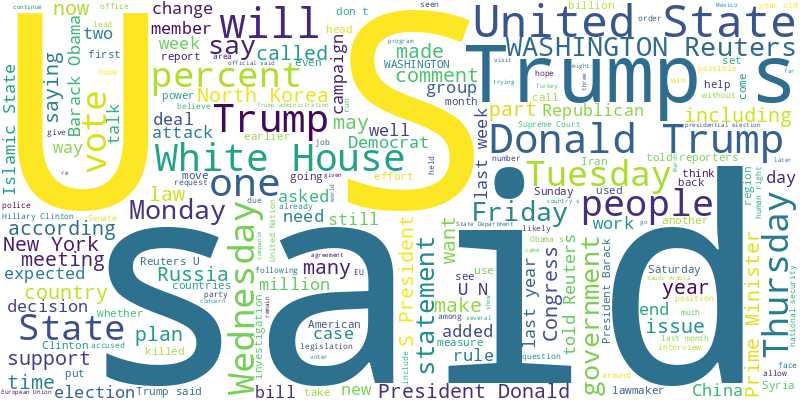 U S
said
Trump s
United State
WASHINGTON Reuters
Donald Trump
White House
Trump
will
say
one
percent
vote
people
Tuesday
Thursday
Wednesday
Monday
Friday
State
government
Prime Minister
President Donald
S President
North Korea
New York
Barack Obama
Islamic State
Republican
Democrat
including
statement
Congress
campaign
comment
called
change
member
week
report
now
two
first
saying
talk
way
power
believe
deal
attack
earlier
move
request
law
police
Hillary Clinton
Senate
according
meeting
expected
decision
country
support
time
election
European Union
Reuters U
Russia
countries
party
concern
whether
plan
Clinton
accused
killed
put
Trump said
bill
take
new
million
many
American
case
legislation
voter
investigation
United Nation
following
agreement
EU
remain
include
already
companies
due
need
still
asked
going
given
world
job
Trump administration
official said
area
even
don t
billion
seen
head
program
WASHINGTON
made
group
month
may
well
effort
held
last week
want
make
U N
added
rule
measure
among
several
question
see
use
State Department
likely
came
Obama s
country s
last year
told Reuters
President Barack
work
another
go
Saturday
Saudi Arabia
position
much
last month
interview
around
end
issue
year
lawmaker
China
Syria
face
allow
national security
human right
region
day
think
back
used
Sunday
number
Iran
told reporters
Supreme Court
presidential election
part
call
help
without
set
come
possible
win
far
later
order
Mexico
year old
office
lead
continue
home
give
re
visit
trying
hope
might
three
Turkey
run
War
show